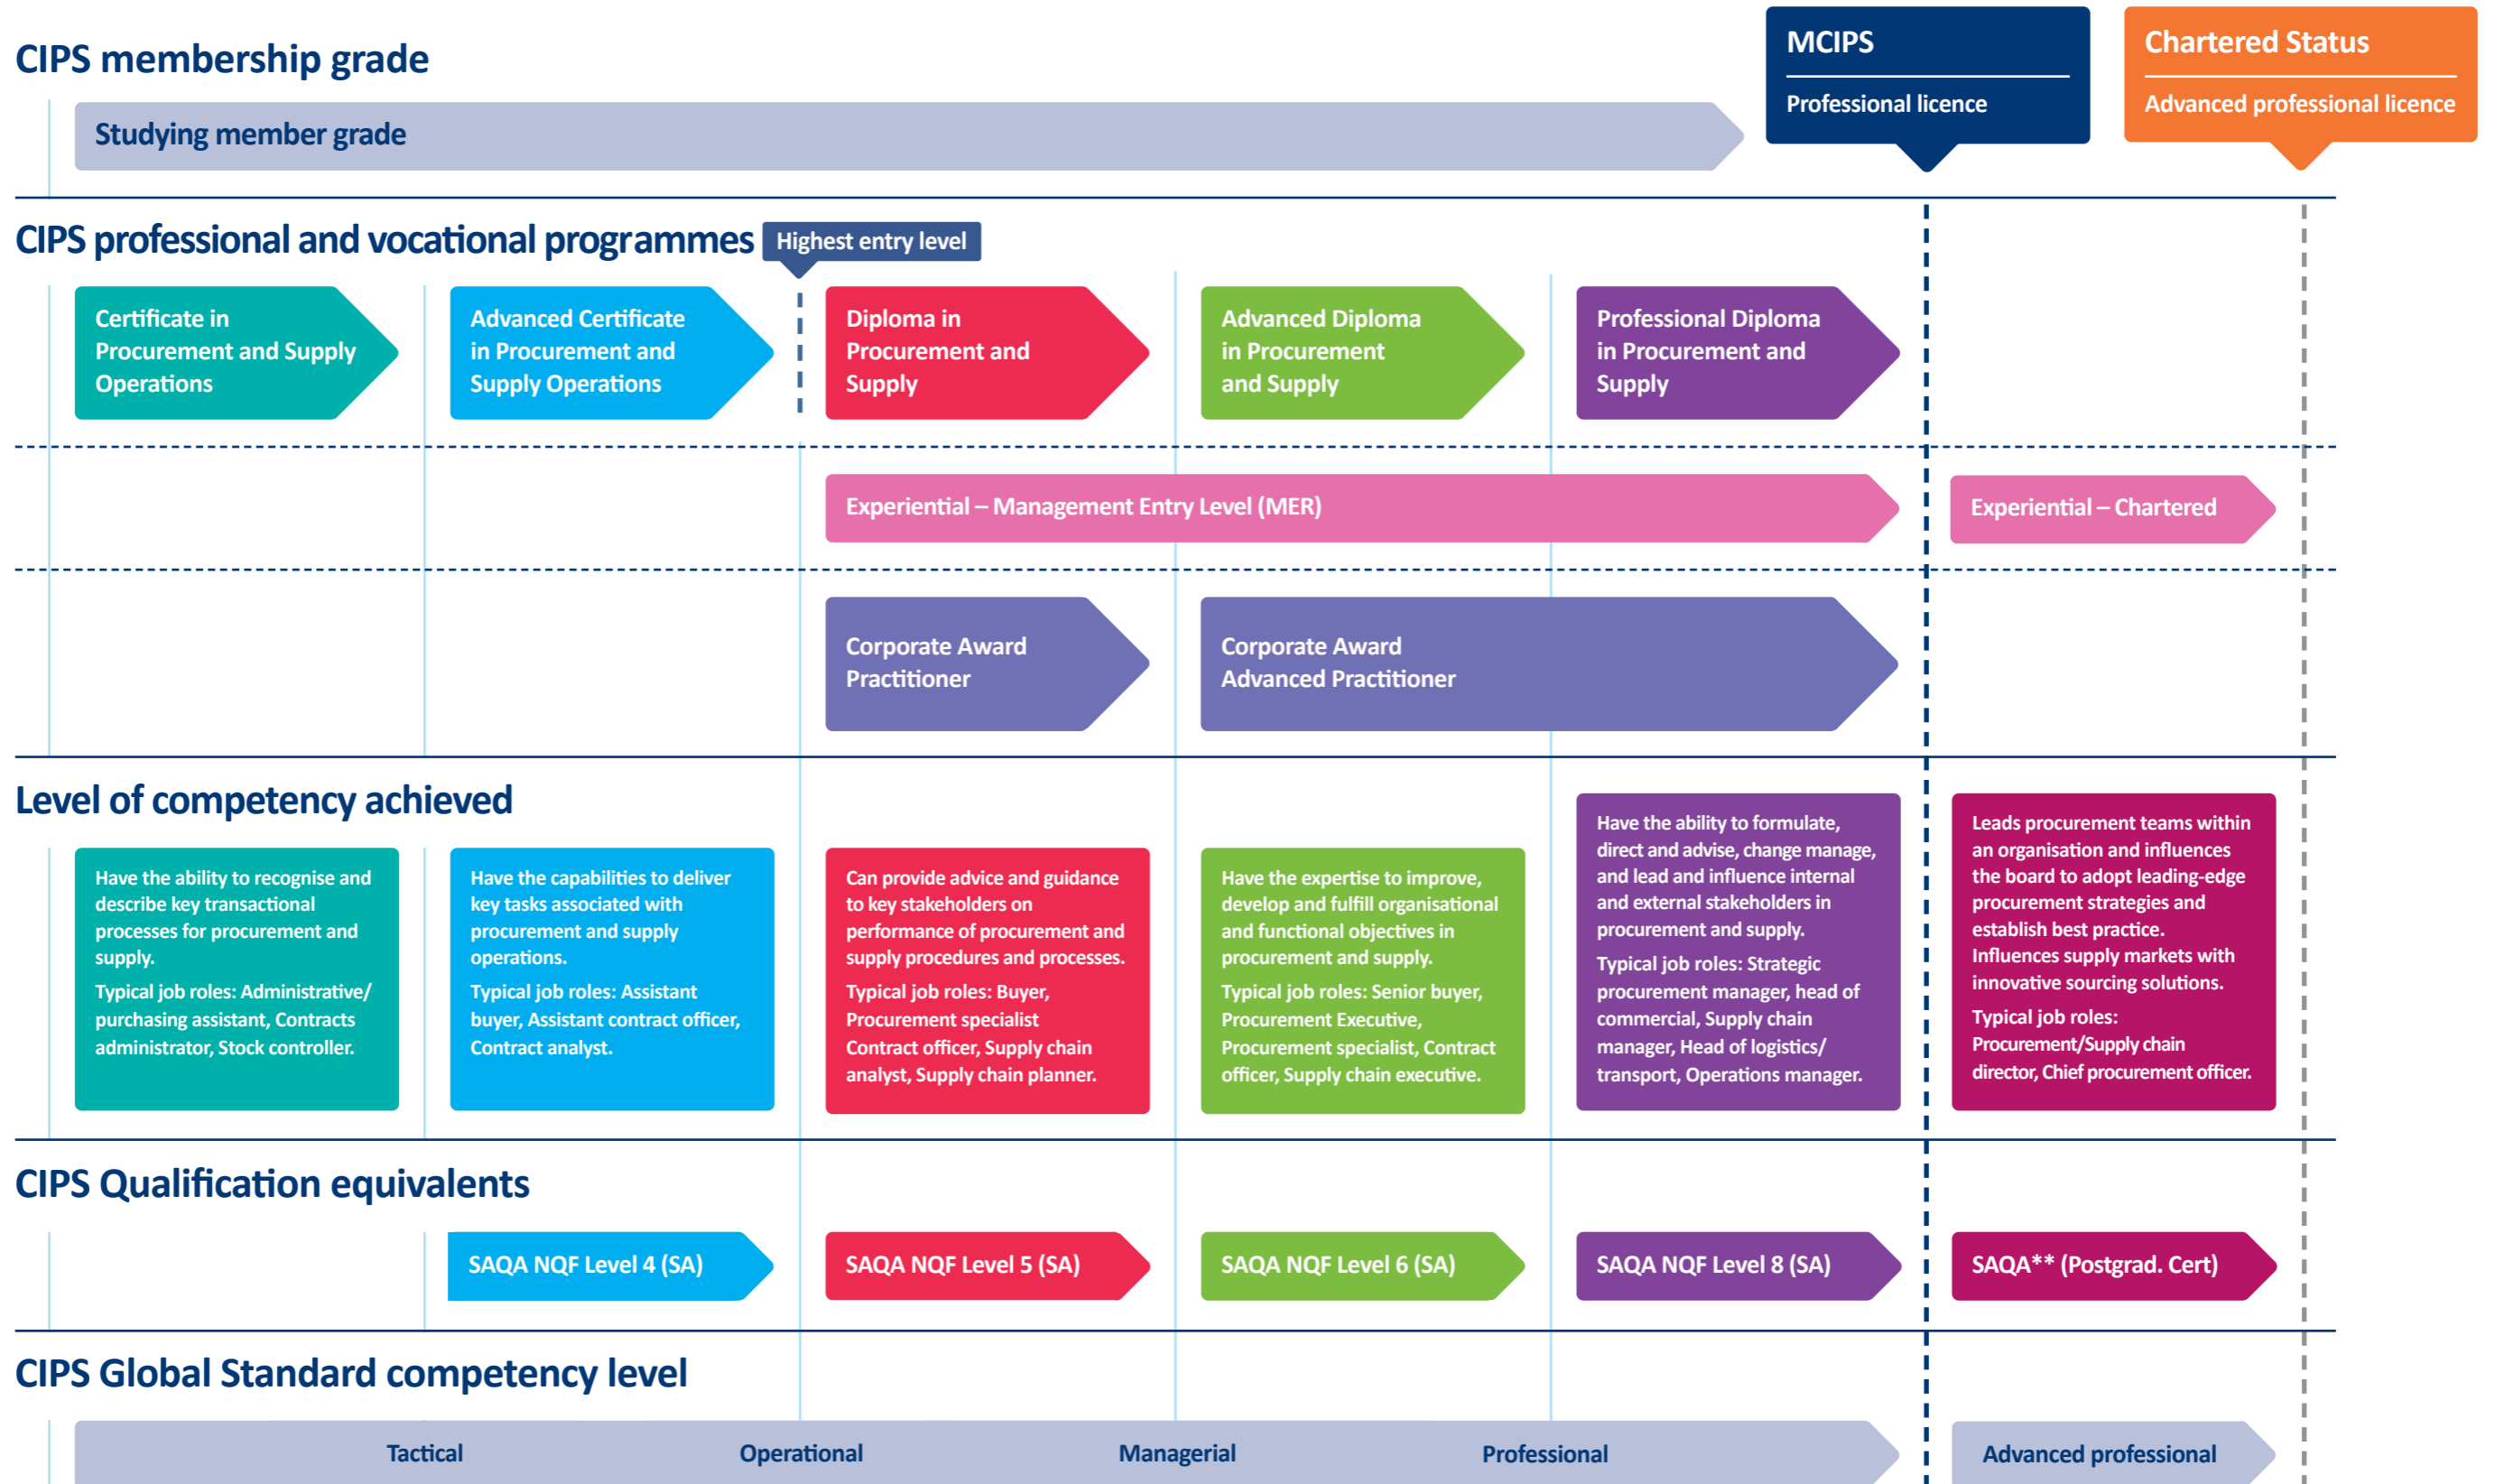 CIPS membership grade
MCIPS
Professional licence
Chartered Status
Advanced professional licence
Studying member grade
CIPS professional and vocational programmes
Highest entry level
Certificate in
Procurement and Supply
Operations
Advanced Certificate
in Procurement and
Supply Operations
Diploma in
Procurement and
Supply
Advanced Diploma
in Procurement
and Supply
Professional Diploma
in Procurement and
Supply
Experiential – Management Entry Level (MER)
Experiential – Chartered
Corporate Award
Practitioner
Corporate Award
Advanced Practitioner
Level of competency achieved
Have the ability to recognise and
describe key transactional
processes for procurement and
supply.
Typical job roles: Administrative/
purchasing assistant, Contracts
administrator, Stock controller.
Have the capabilities to deliver
key tasks associated with
procurement and supply
operations.
Typical job roles: Assistant
buyer, Assistant contract officer,
Contract analyst.
Can provide advice and guidance
to key stakeholders on
performance of procurement and
supply procedures and processes.
Typical job roles: Buyer,
Procurement specialist
Contract officer, Supply chain
analyst, Supply chain planner.
Have the expertise to improve,
develop and fulfill organisational
and functional objectives in
procurement and supply.
Typical job roles: Senior buyer,
Procurement Executive,
Procurement specialist, Contract
officer, Supply chain executive.
Have the ability to formulate,
direct and advise, change manage,
and lead and influence internal
and external stakeholders in
procurement and supply.
Typical job roles: Strategic
procurement manager, head of
commercial, Supply chain
manager, Head of logistics/
transport, Operations manager.
Leads procurement teams within
an organisation and influences
the board to adopt leading-edge
procurement strategies and
establish best practice.
Influences supply markets with
innovative sourcing solutions.
Typical job roles:
Procurement/Supply chain
director, Chief procurement officer.
CIPS Qualification equivalents
SAQA NQF Level 4 (SA)
SAQA NQF Level 5 (SA)
SAQA NQF Level 6 (SA)
SAQA NQF Level 8 (SA)
SAQA** (Postgrad. Cert)
CIPS Global Standard competency level
Tactical
Operational
Managerial
Professional
Advanced professional